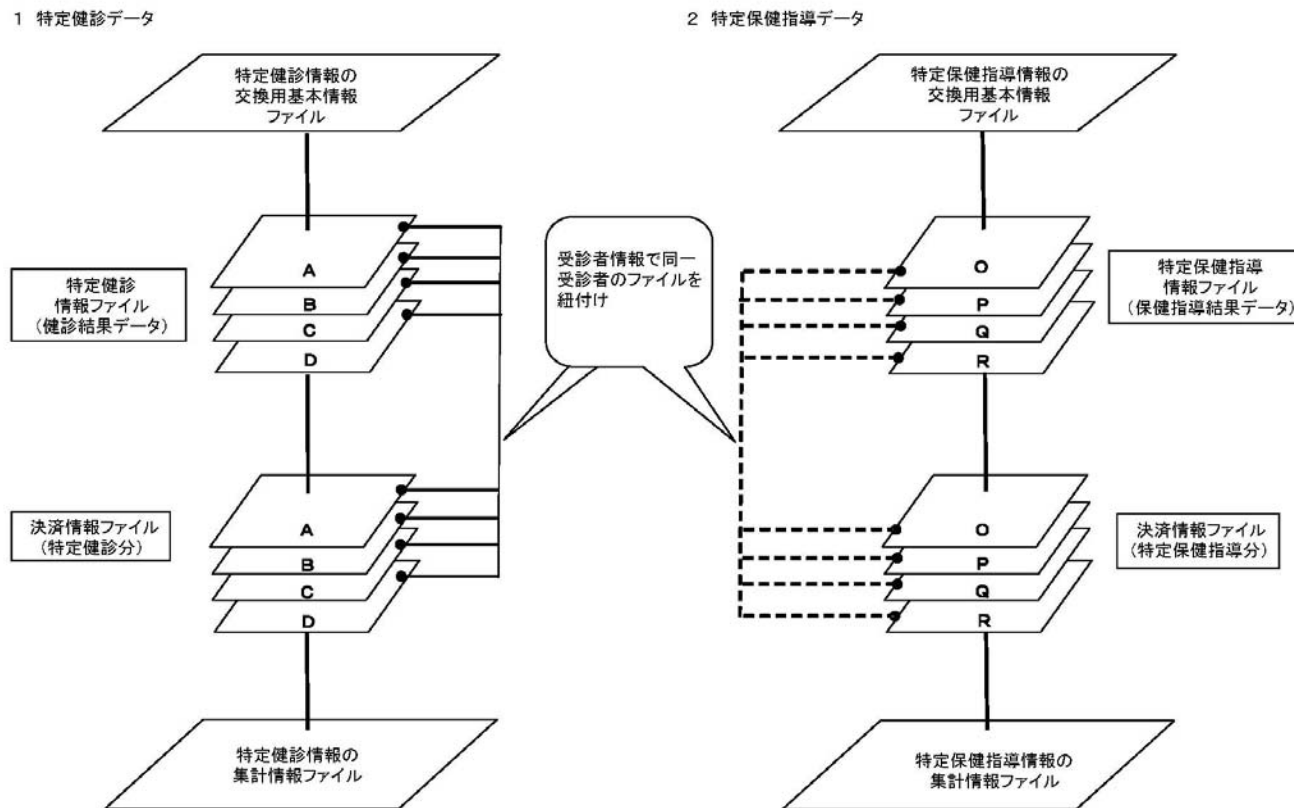 1 特定健診データ
特定健診情報の
交換用基本情報
ファイル
特定健診
情報ファイル
（健診結果データ）
A
B
C
D
決済情報ファイル
（特定健診分）
A
B
C
D
特定健診情報の
集計情報ファイル
受診者情報で同一
受診者のファイルを
紐付け
2 特定保健指導データ
特定保健指導情報の
交換用基本情報
ファイル
O
P
Q
R
特定保健指導
情報ファイル
（保健指導結果データ）
O
P
Q
R
決済情報ファイル
（特定保健指導分）
特定保健指導情報の
集計情報ファイル